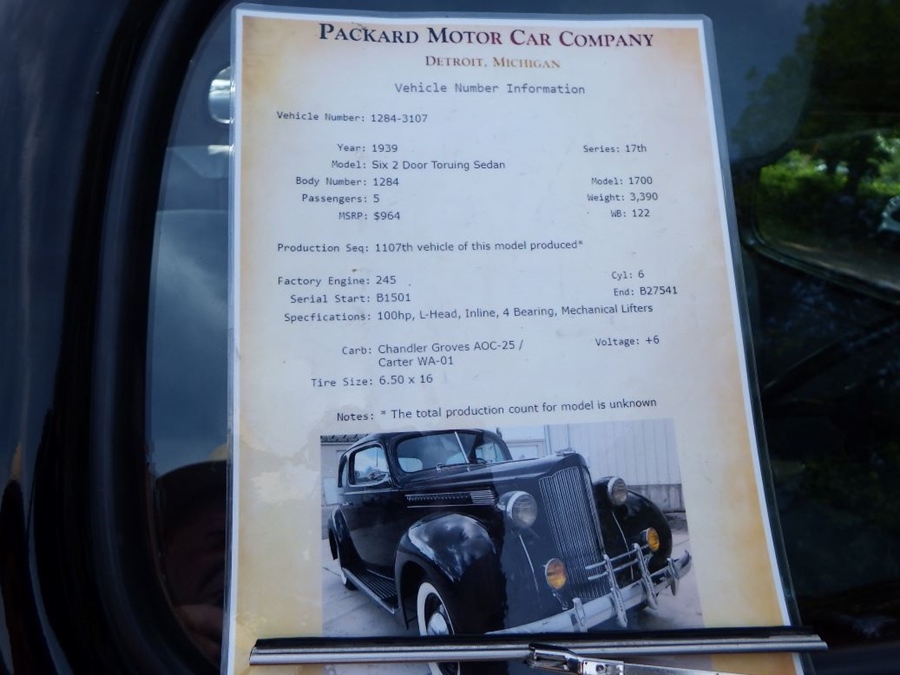 PACKARD MOTOR CAR COMPANY
DETROIT, MICHIGAN
Vehicle Number Information
Vehicle Number: 1284-3107
Year: 1939 Series: 17th
Model: Six 2 Door Toruing Sedan
Body Number: 1284 Model: 1700
Passengers: 5 Weight: 3,390
MSRP: $964 WB: 122
Production Seq: 1107th vehicle of this model produced*
Factory Engine: 245 Cyl: 6
Serial Start: B1501 End: B27541
Specfications: 100hp, L-Head, Inline, 4 Bearing, Mechanical Lifters
Carb: Chandler Groves AOC-25 / Voltage: +6
Carter WA-01
Tire Size: 6.50 x 16
Notes: * The total production count for model is unknown